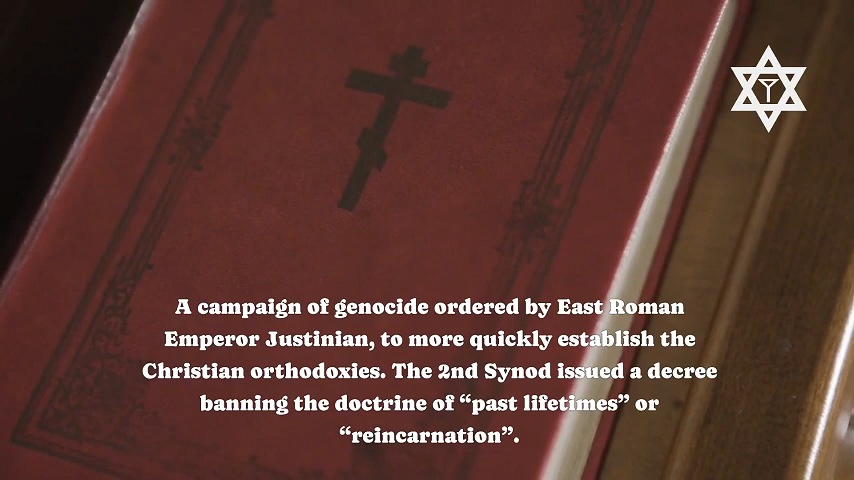 A campaign of genocide ordered by East Roman
Emperor Justinian, to more quickly establish the
Christian orthodoxies. The 2nd Synod issued a decree
banning the doctrine of “past lifetimes” or
“reincarnation”.